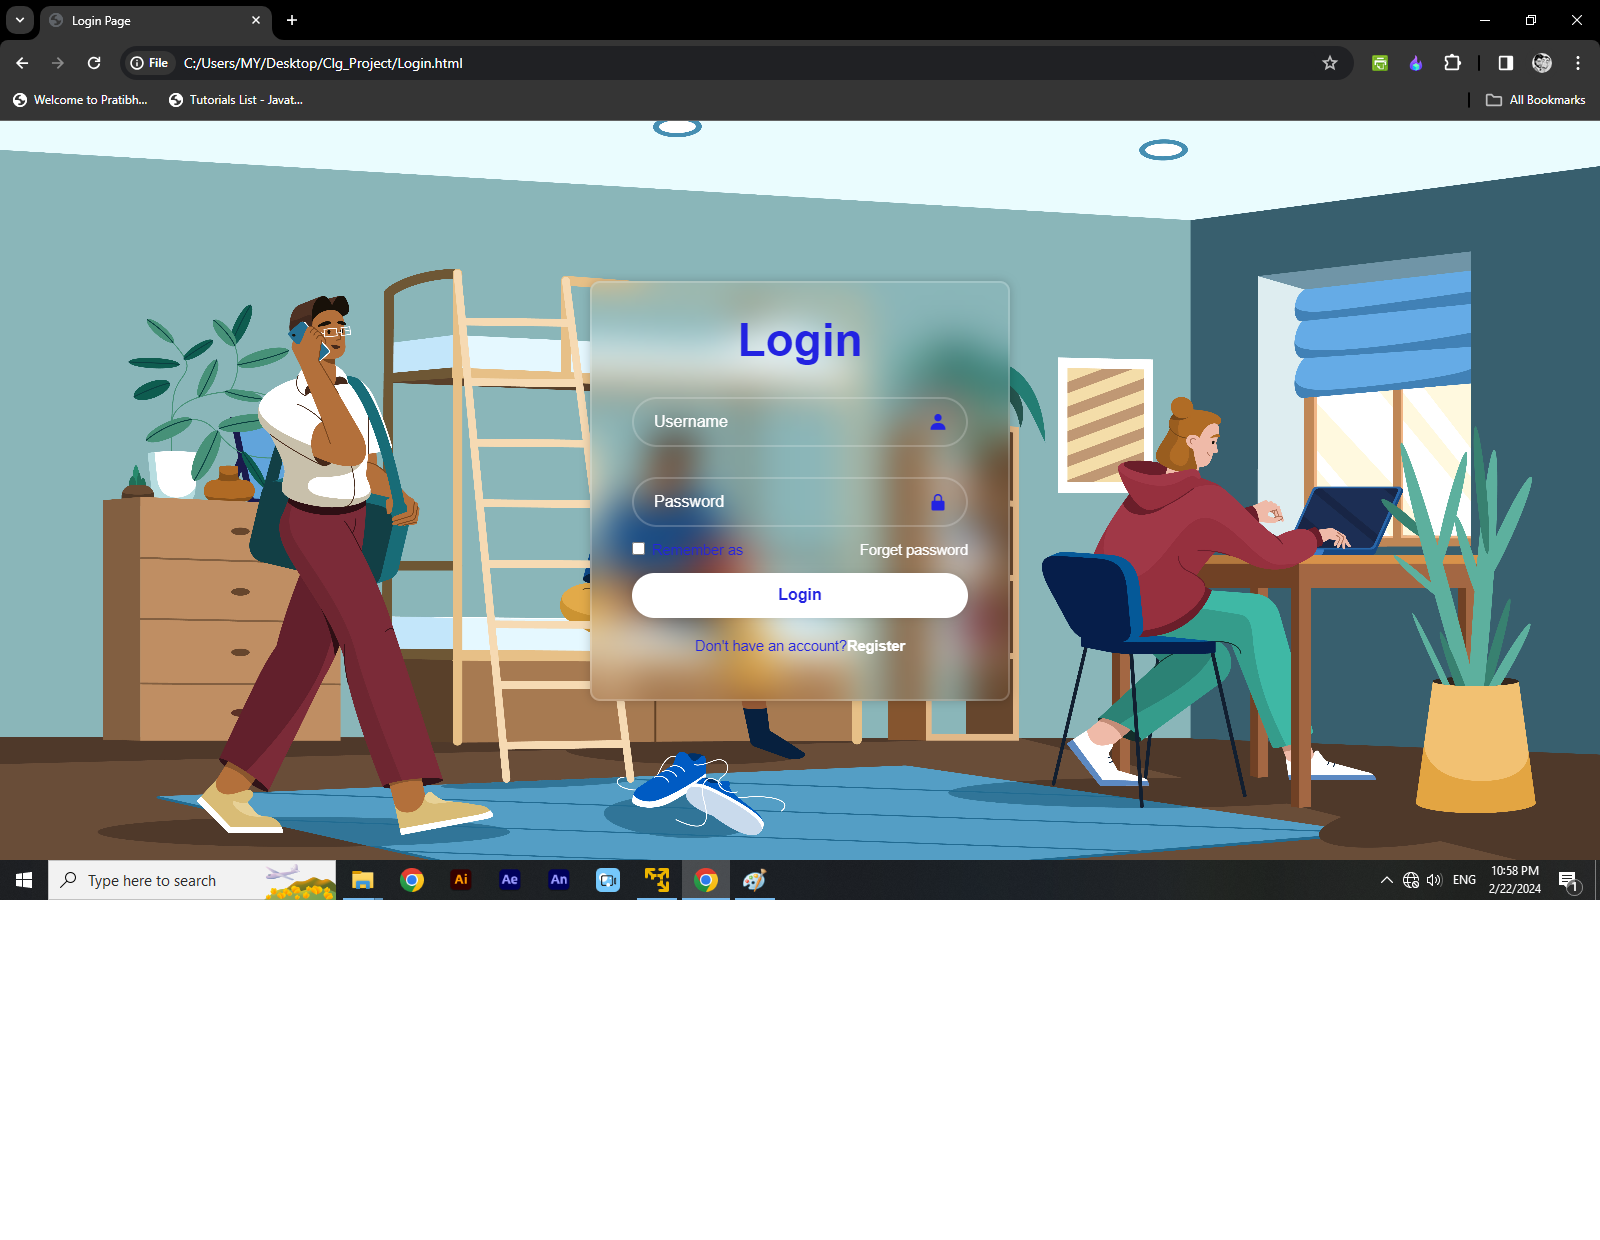 Login Page
File C:/Users/MY/Desktop/Clg_Project/Login.html
Welcome to Pratibh... Tutorials List - Javat... All Bookmarks
Login
Username
Password
Remember as Forget password
Login
Don't have an account?Register
Type here to search Ai Ae An ENG 10:58 PM
2/22/2024
1